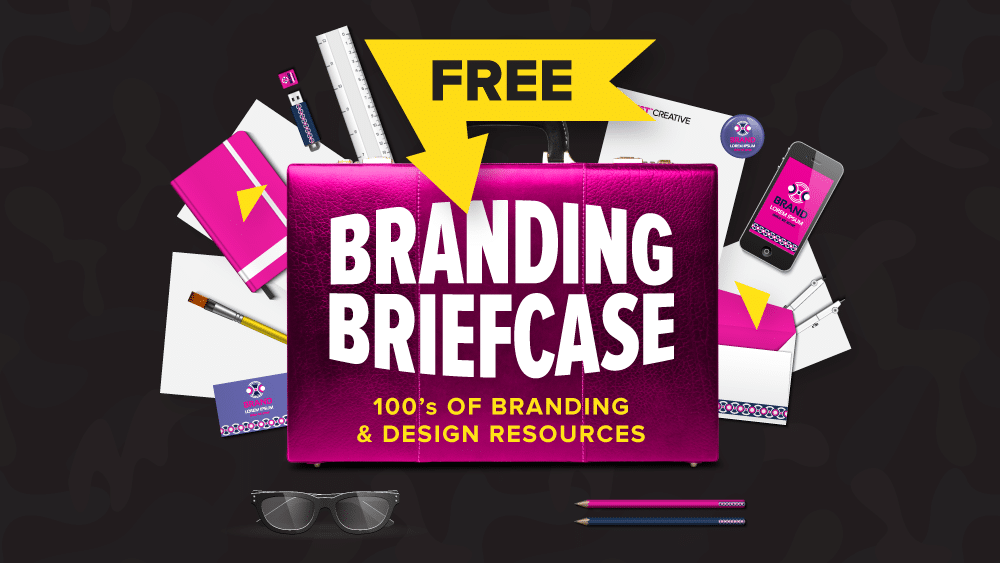 FREE
CREATIVE
BRAND
LOREM IPSUM
BRANDING
BRIEFCASE
100's OF BRANDING
& DESIGN RESOURCES
BRAND
LOREM IPSUM
LOREM IPSUM